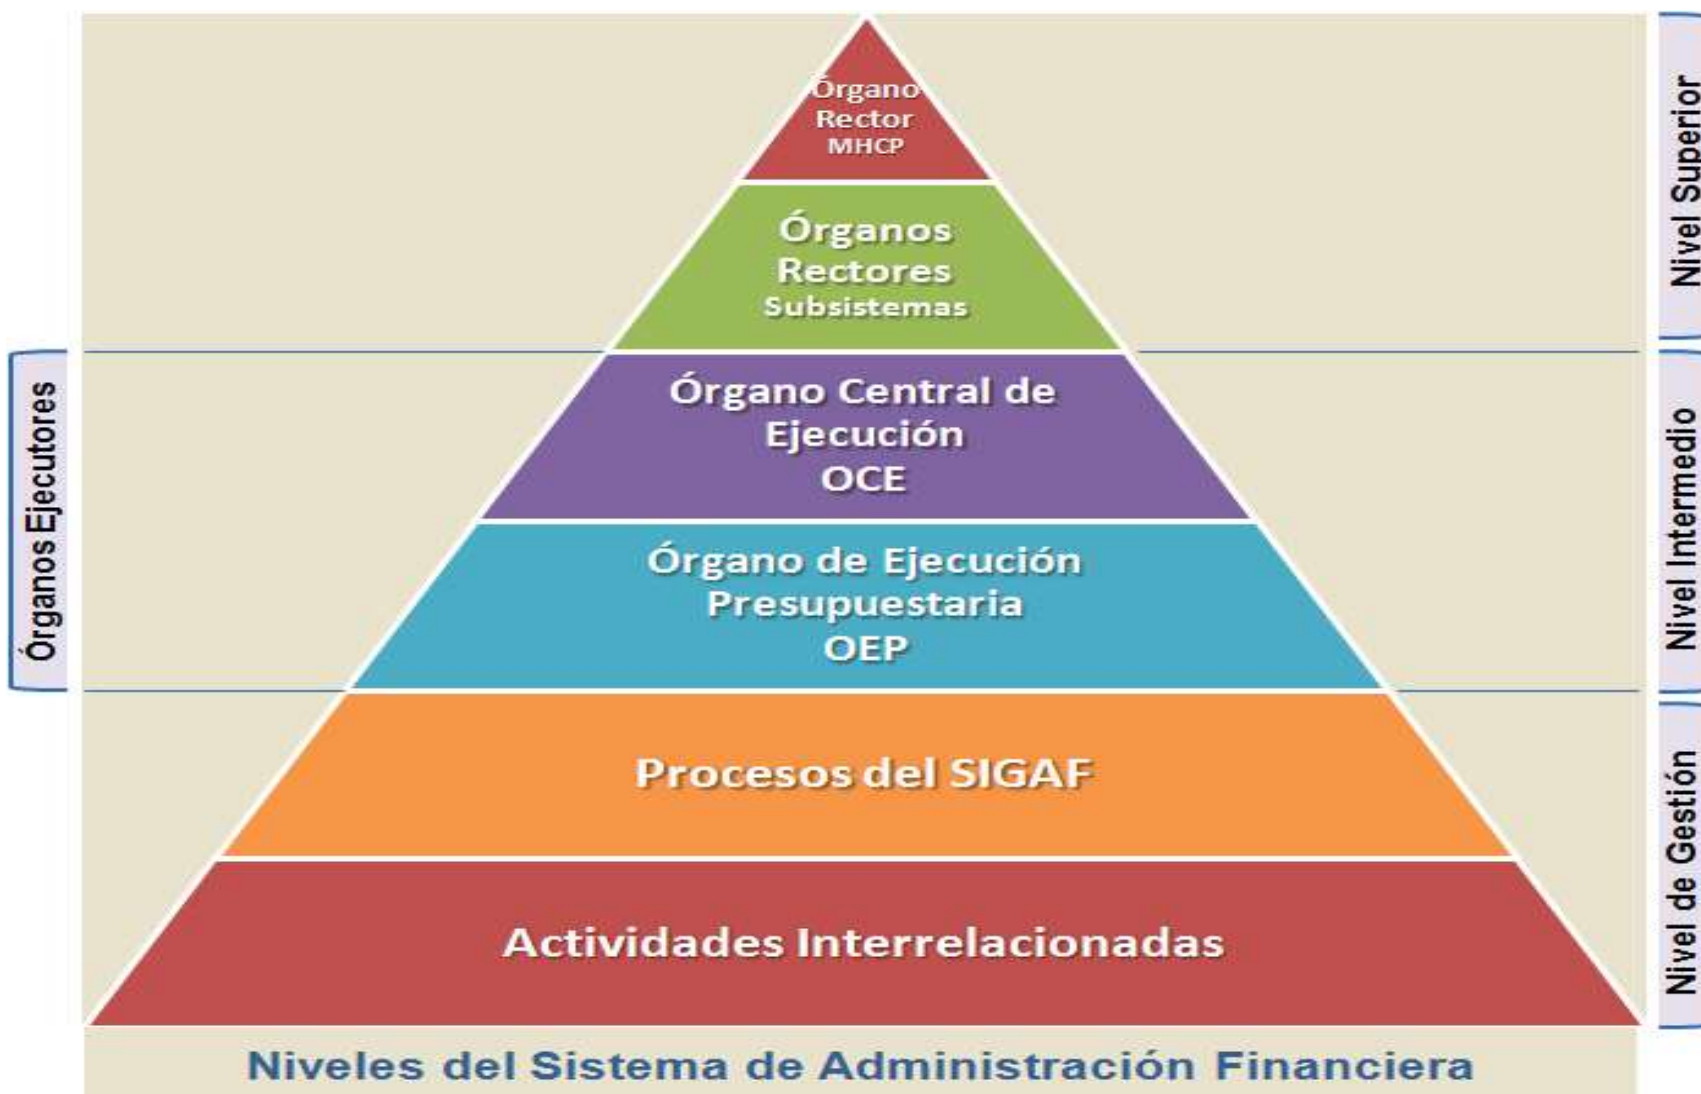 Órgano
Rector
MHCP
Órganos
Rectores
Subsistemas
Órgano Central de
Ejecución
OCE
Órgano de Ejecución
Presupuestaria
OEP
Procesos del SIGAF
Actividades Interrelacionadas
Órganos Ejecutores
Nivel Superior
Nivel Intermedio
Nivel de Gestión
Niveles del Sistema de Administración Financiera